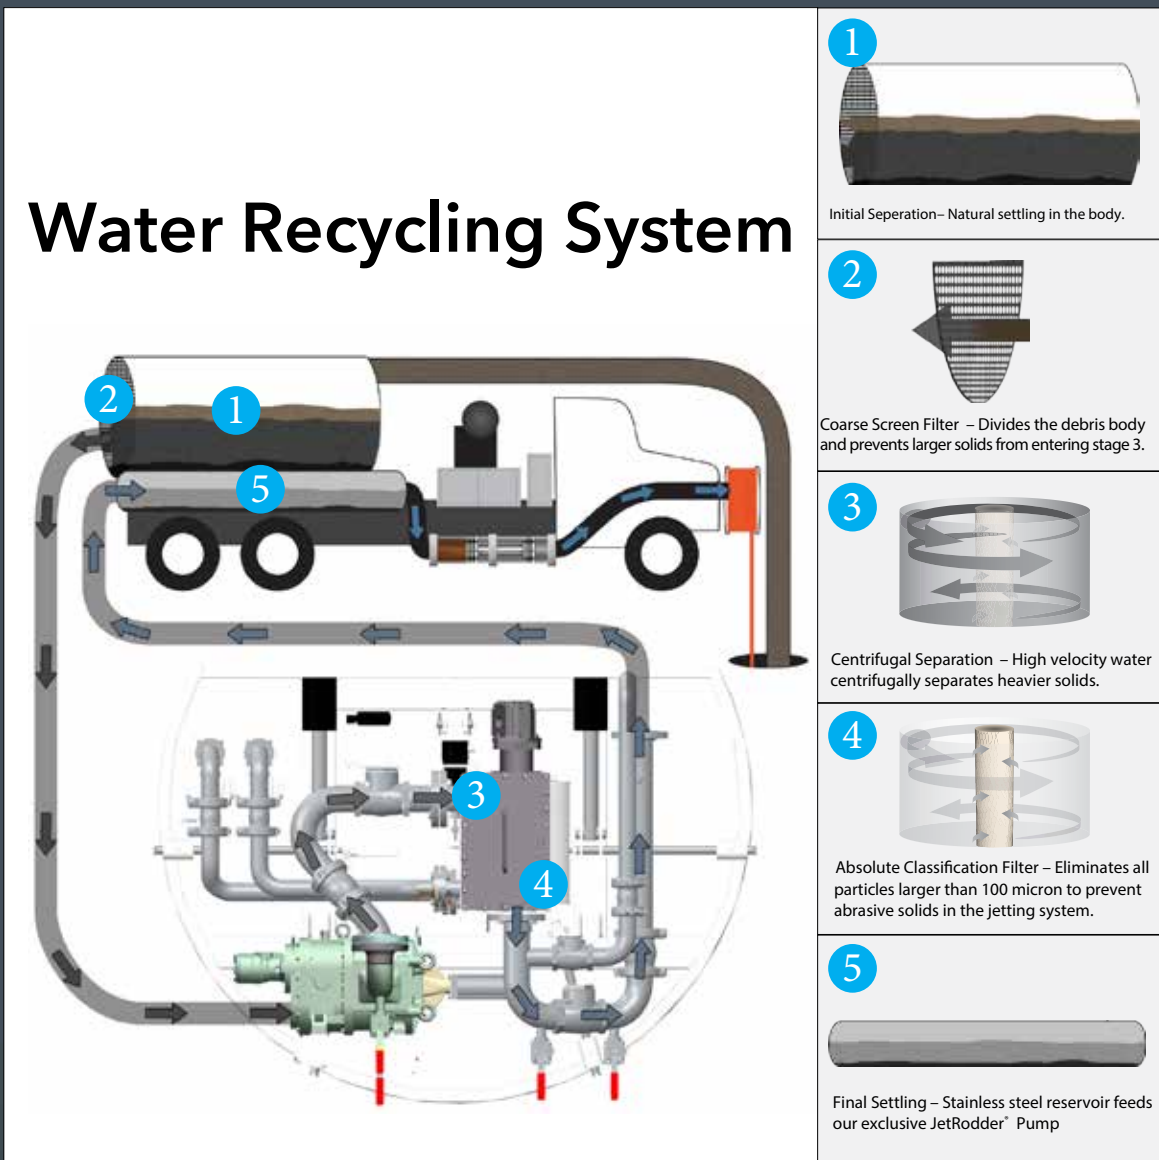 Water Recycling System
2
1
5
3
4
1
Initial Seperation– Natural settling in the body.
2
Coarse Screen Filter – Divides the debris body
and prevents larger solids from entering stage 3.
3
Centrifugal Separation – High velocity water
centrifugally separates heavier solids.
4
Absolute Classification Filter – Eliminates all
particles larger than 100 micron to prevent
abrasive solids in the jetting system.
5
Final Settling – Stainless steel reservoir feeds
our exclusive JetRodder® Pump